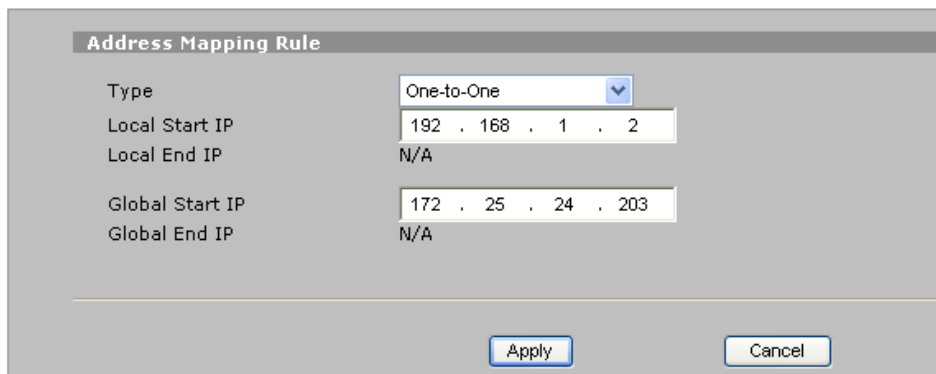 Address Mapping Rule
Type One-to-One
Local Start IP 192 . 168 . 1 . 2
Local End IP N/A
Global Start IP 172 . 25 . 24 . 203
Global End IP N/A
Apply Cancel